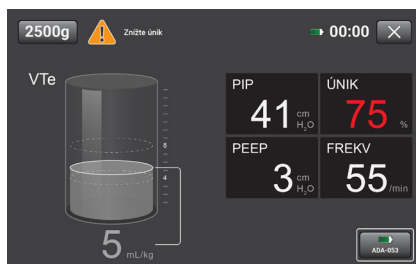 2500g Znížte únik 00:00
VTe
8
4
5 mL/kg
PIP
41 cm H₂O
ÚNIK
75 %
PEEP
3 cm H₂O
FREKV
55 /min
ADA-053